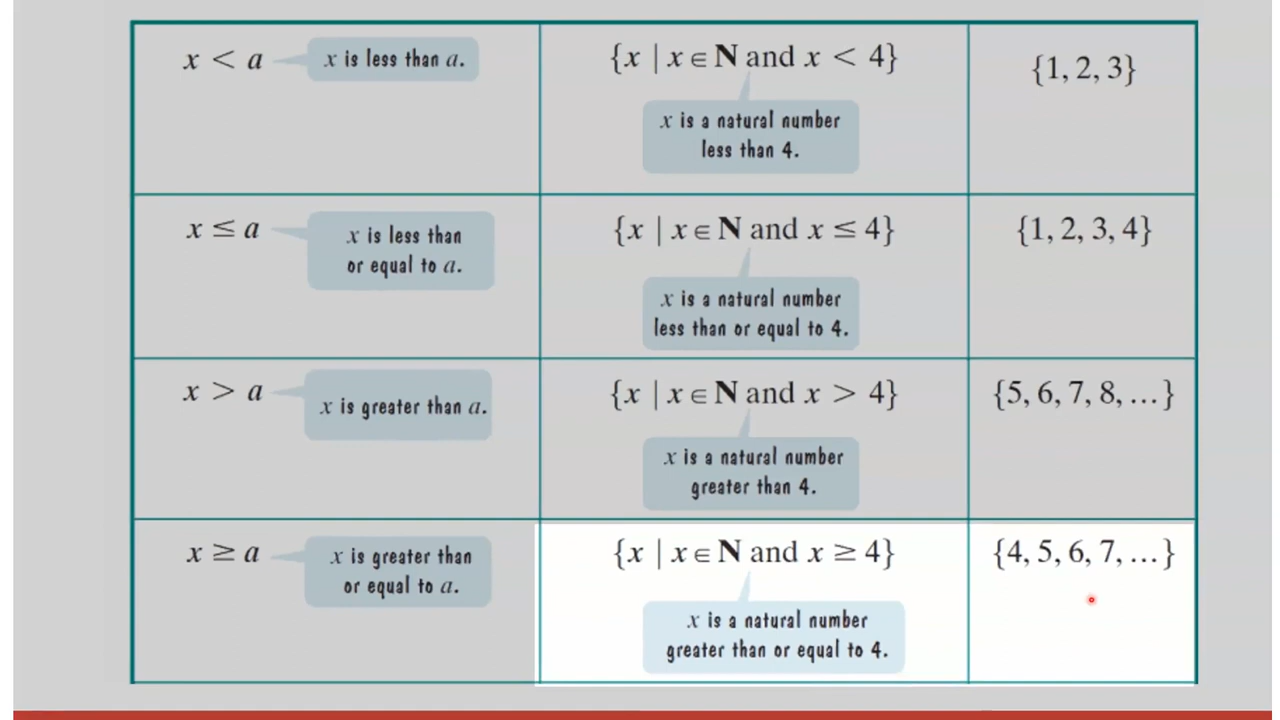 x < a x is less than a. {x | x ∈ N and x < 4} {1, 2, 3}
x is a natural number
less than 4.
x ≤ a x is less than
or equal to a. {x | x ∈ N and x ≤ 4} {1, 2, 3, 4}
x is a natural number
less than or equal to 4.
x > a x is greater than a. {x | x ∈ N and x > 4} {5, 6, 7, 8, ...}
x is a natural number
greater than 4.
x ≥ a x is greater than
or equal to a. {x | x ∈ N and x ≥ 4} {4, 5, 6, 7, ...}
x is a natural number
greater than or equal to 4.